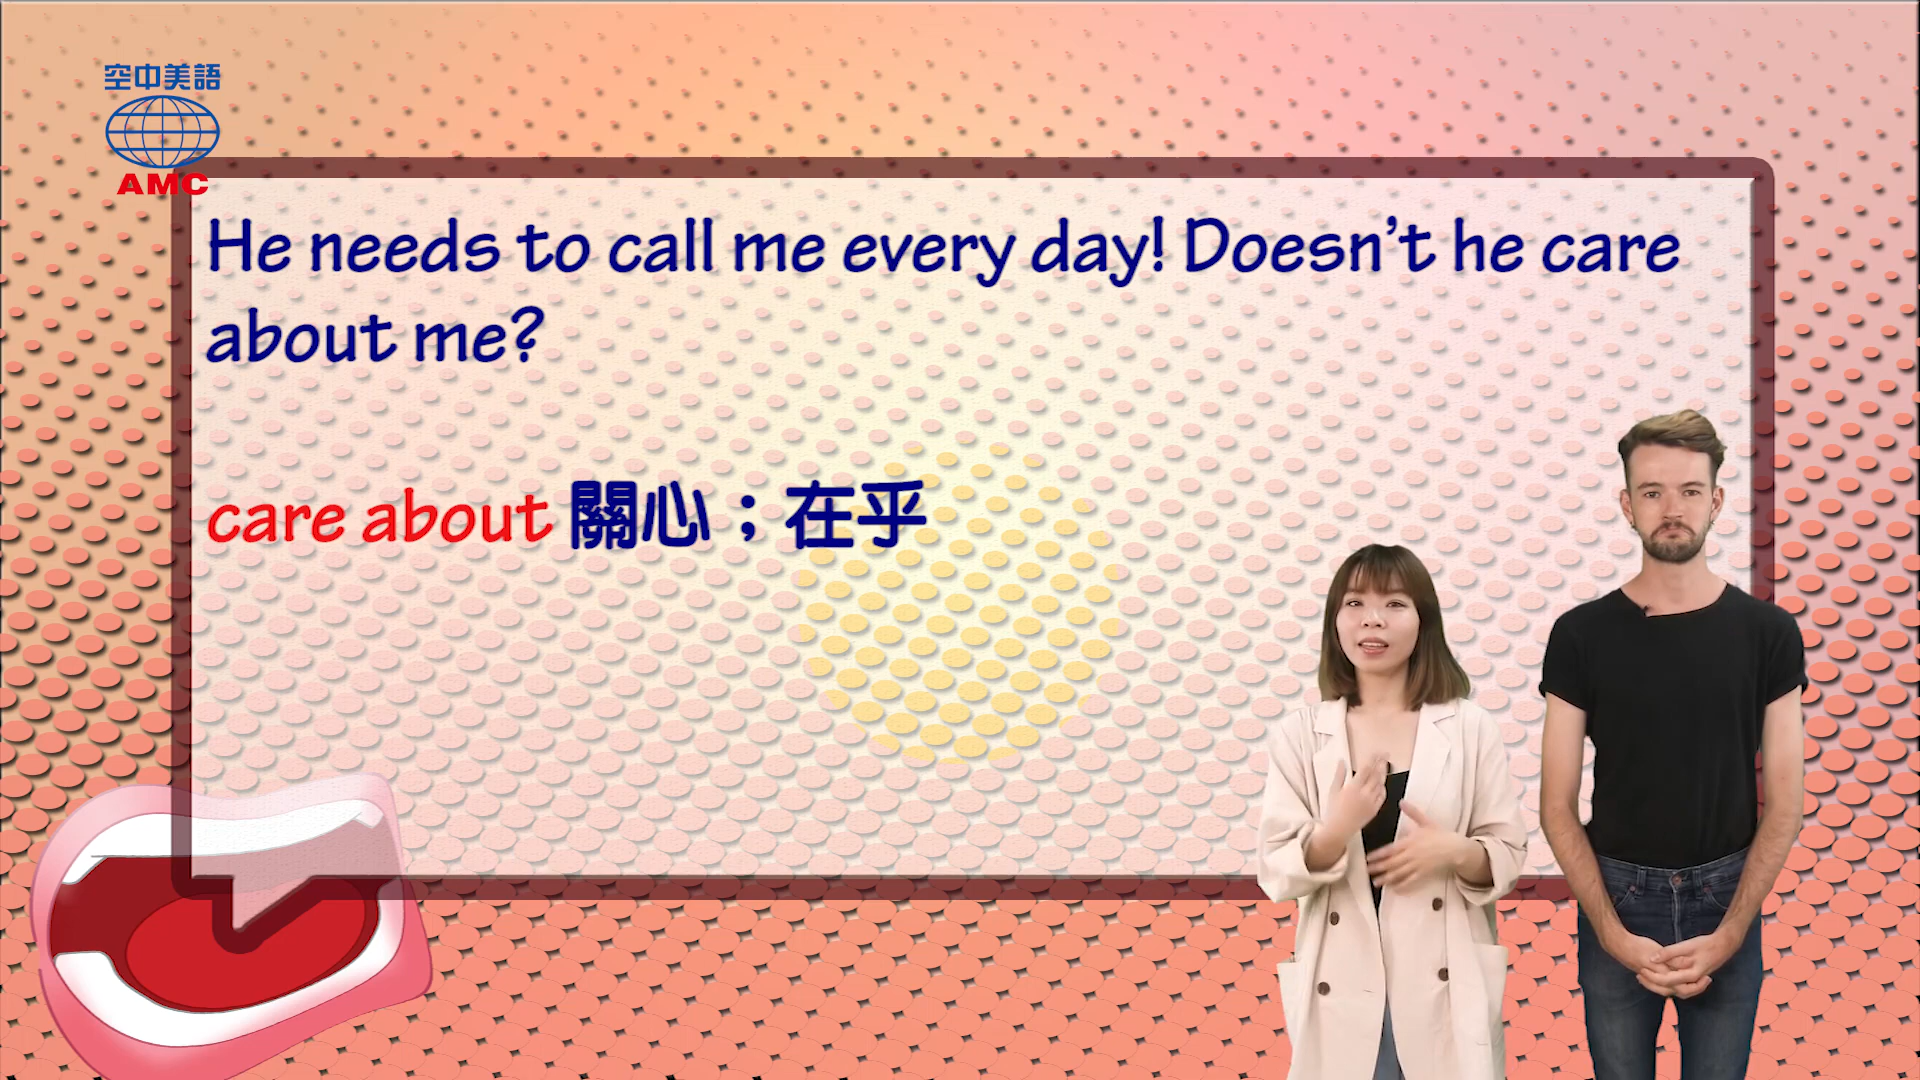 空中美語
AMC
He needs to call me every day! Doesn’t he care
about me?
care about 關心；在乎